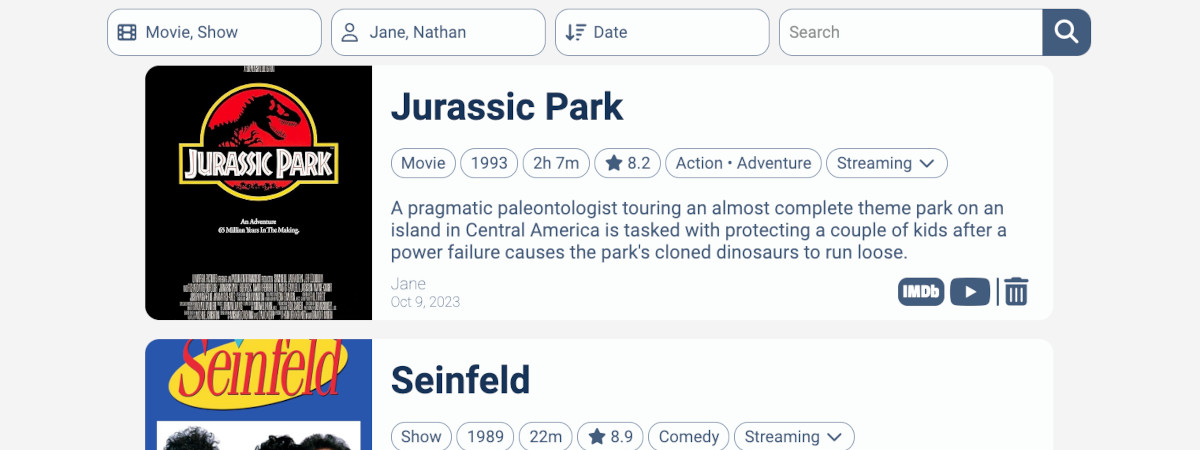 Movie, Show
Jane, Nathan
Date
Search
JURASSIC PARK
An Adventure
65 Million Years In The Making.
Jurassic Park
Movie
1993
2h 7m
8.2
Action • Adventure
Streaming
A pragmatic paleontologist touring an almost complete theme park on an
island in Central America is tasked with protecting a couple of kids after a
power failure causes the park's cloned dinosaurs to run loose.
Jane
Oct 9, 2023
IMDb
Seinfeld
Seinfeld
Show
1989
22m
8.9
Comedy
Streaming